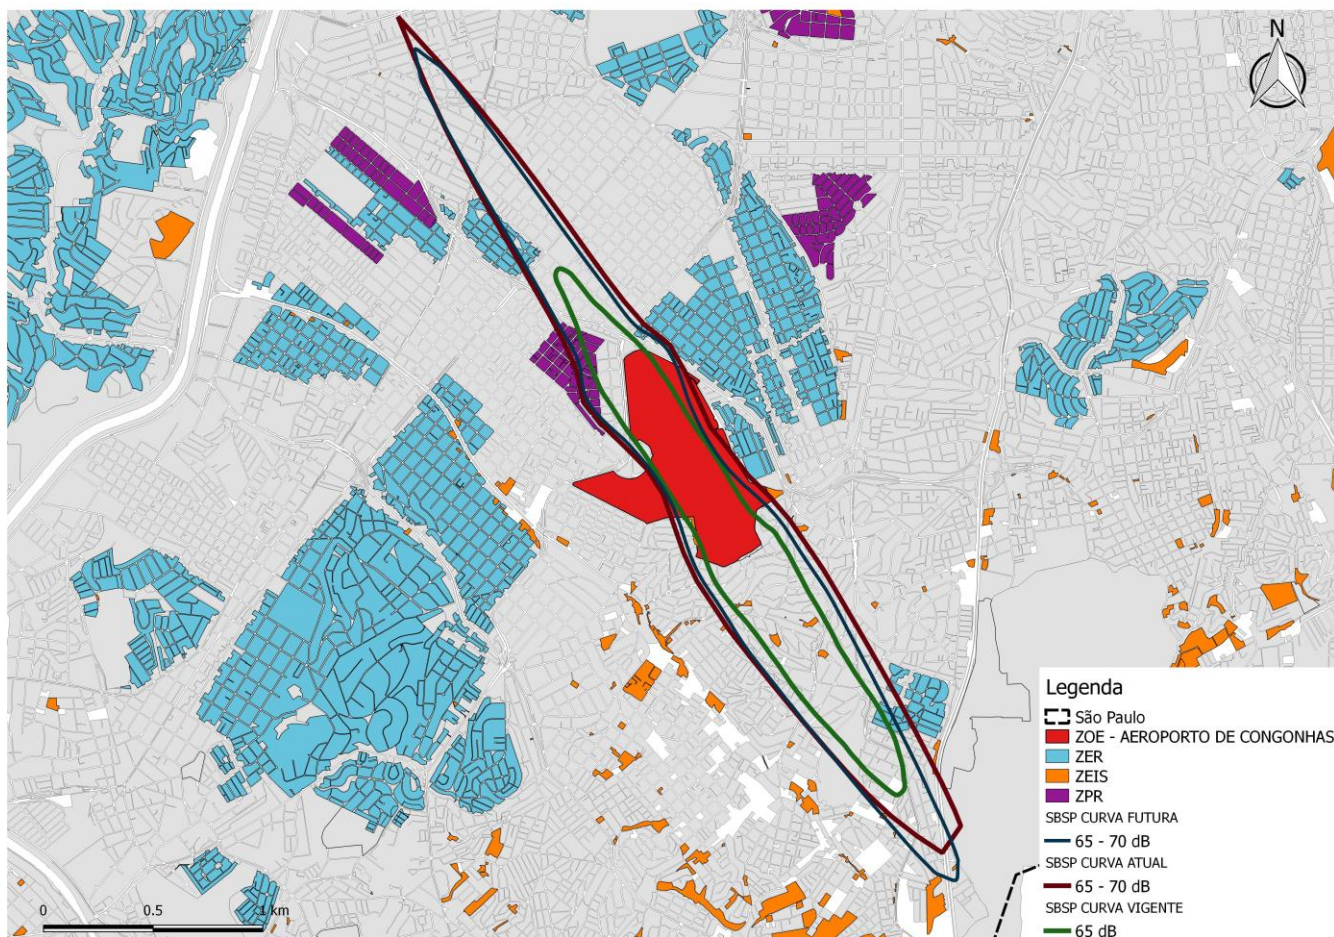 N
Legenda
São Paulo
ZOE - AEROPORTO DE CONGONHAS
ZER
ZEIS
ZPR
SBSP CURVA FUTURA
65 - 70 dB
SBSP CURVA ATUAL
65 - 70 dB
SBSP CURVA VIGENTE
65 dB
0 0.5 1 km